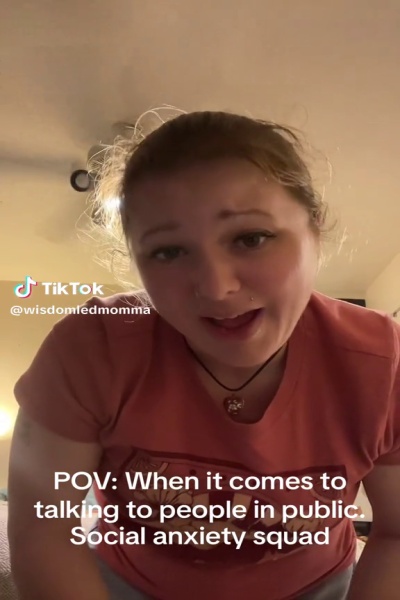 TikTok
@wisdomledmomma
POV: When it comes to
talking to people in public.
Social anxiety squad